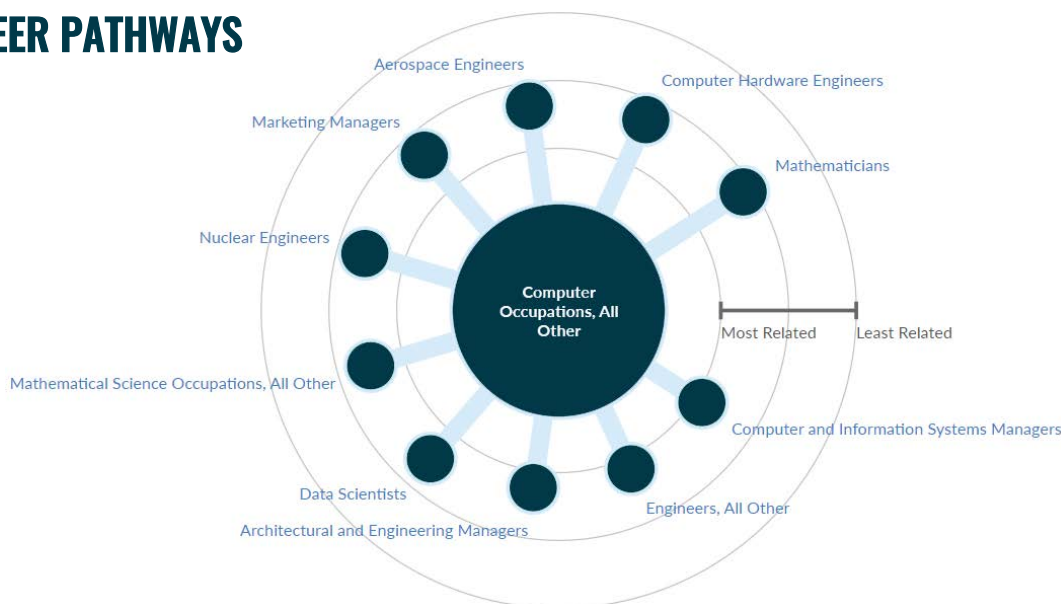 EER PATHWAYS
Aerospace Engineers
Computer Hardware Engineers
Marketing Managers
Mathematicians
Nuclear Engineers
Computer
Occupations, All
Other
Most Related
Least Related
Mathematical Science Occupations, All Other
Computer and Information Systems Managers
Data Scientists
Engineers, All Other
Architectural and Engineering Managers